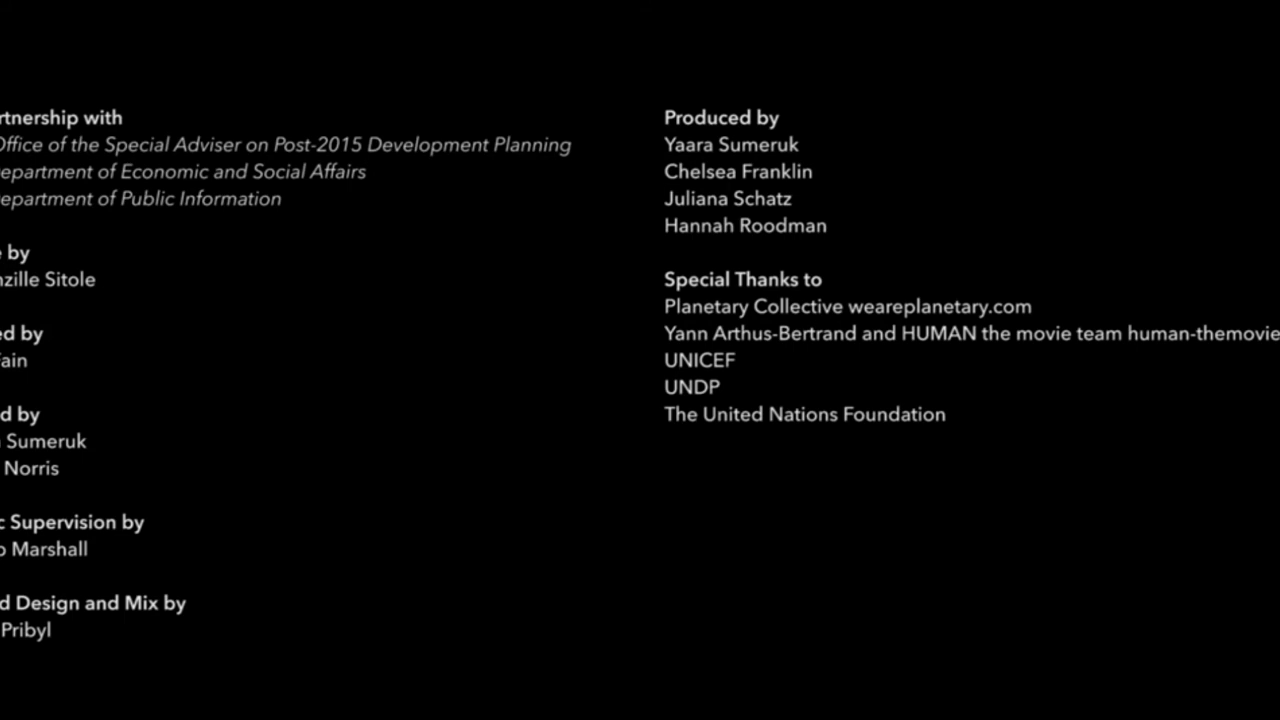 rtnership with
Office of the Special Adviser on Post-2015 Development Planning
epartment of Economic and Social Affairs
epartment of Public Information
by
zille Sitole
ed by
ain
d by
Sumeruk
Norris
c Supervision by
Marshall
d Design and Mix by
Pribyl
Produced by
Yaara Sumeruk
Chelsea Franklin
Juliana Schatz
Hannah Roodman
Special Thanks to
Planetary Collective weareplanetary.com
Yann Arthus-Bertrand and HUMAN the movie team human-themovie
UNICEF
UNDP
The United Nations Foundation